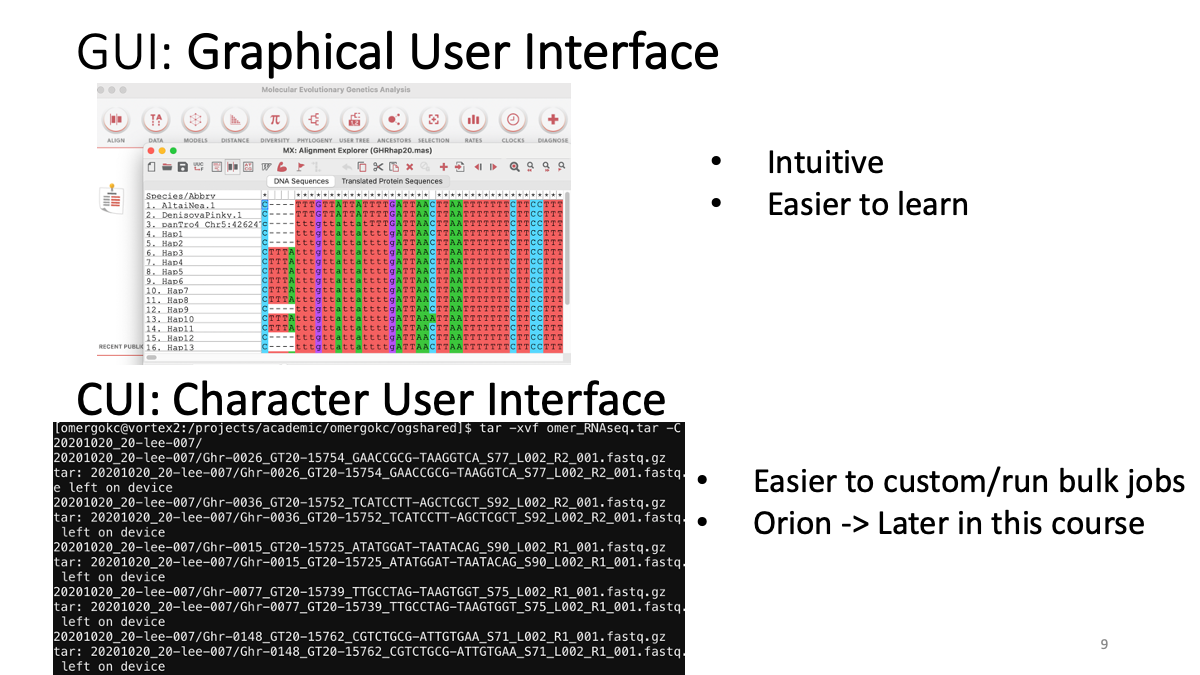 GUI: Graphical User Interface
Molecular Evolutionary Genetics Analysis
TA
π
ALIGN DATA MODELS DISTANCE DIVERSITY PHYLOGENY USER TREE ANCESTORS SELECTION RATES CLOCKS DIAGNOSE
MX: Alignment Explorer (GHRhap20.mas)
DNA Sequences Translated Protein Sequences
Species/Abbrv
1. AltaiNea.1
2. DenisovaPinky.1
3. panTro4 Chr5:42624
4. Hap1
5. Hap2
6. Hap3
7. Hap4
8. Hap5
9. Hap6
10. Hap7
11. Hap8
12. Hap9
13. Hap10
14. Hap11
15. Hap12
16. Hap13
RECENT PUBLI
• Intuitive
• Easier to learn
CUI: Character User Interface
[omergokc@vortex2:/projects/academic/omergokc/ogshared]$ tar -xvf omer_RNAseq.tar -C
20201020_20-lee-007/
20201020_20-lee-007/Ghr-0026_GT20-15754_GAACCGCG-TAAGGTCA_S77_L002_R2_001.fastq.gz
tar: 20201020_20-lee-007/Ghr-0026_GT20-15754_GAACCGCG-TAAGGTCA_S77_L002_R2_001.fastq.
e left on device
20201020_20-lee-007/Ghr-0036_GT20-15752_TCATCCTT-AGCTCGCT_S92_L002_R2_001.fastq.gz
tar: 20201020_20-lee-007/Ghr-0036_GT20-15752_TCATCCTT-AGCTCGCT_S92_L002_R2_001.fastq.
left on device
20201020_20-lee-007/Ghr-0015_GT20-15725_ATATGGAT-TAATACAG_S90_L002_R1_001.fastq.gz
tar: 20201020_20-lee-007/Ghr-0015_GT20-15725_ATATGGAT-TAATACAG_S90_L002_R1_001.fastq.
left on device
20201020_20-lee-007/Ghr-0077_GT20-15739_TTGCCTAG-TAAGTGGT_S75_L002_R1_001.fastq.gz
tar: 20201020_20-lee-007/Ghr-0077_GT20-15739_TTGCCTAG-TAAGTGGT_S75_L002_R1_001.fastq.
left on device
20201020_20-lee-007/Ghr-0148_GT20-15762_CGTCTGCG-ATTGTGAA_S71_L002_R1_001.fastq.gz
tar: 20201020_20-lee-007/Ghr-0148_GT20-15762_CGTCTGCG-ATTGTGAA_S71_L002_R1_001.fastq.
left on device
• Easier to custom/run bulk jobs
• Orion -> Later in this course
9